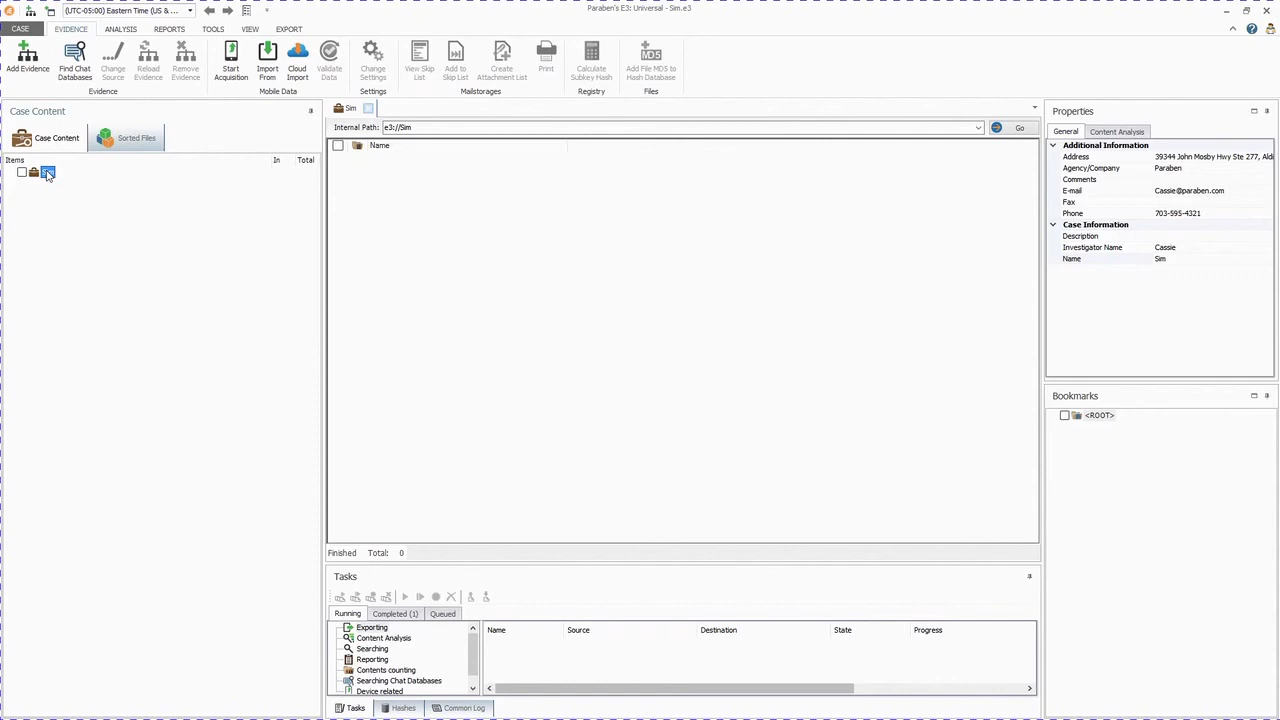 (UTC-05:00) Eastern Time (US & ...
Paraben's E3: Universal - Sim.e3
CASE EVIDENCE ANALYSIS REPORTS TOOLS VIEW EXPORT
Add Evidence
Find Chat Databases
Change Source
Reload Evidence
Remove Evidence
Start Acquisition
Import From
Cloud Import
Validate Data
Change Settings
View Skip List
Add to Skip List
Create Attachment List
Print
Calculate Subkey Hash
Add File MD5 to Hash Database
Evidence Mobile Data Settings Mailstorages Registry Files
Case Content
Case Content Sorted Files
Items In Total
Sim
Internal Path: e3://Sim Go
Name
Finished Total: 0
Tasks
Running Completed (1) Queued
Exporting
Content Analysis
Searching
Reporting
Contents counting
Searching Chat Databases
Device related
Name Source Destination State Progress
Tasks Hashes Common Log
Properties
General Content Analysis
Additional Information
Address 39344 John Mosby Hwy Ste 277, Aldi
Agency/Company Paraben
Comments
E-mail Cassie@paraben.com
Fax
Phone 703-595-4321
Case Information
Description
Investigator Name Cassie
Name Sim
Bookmarks
<ROOT>